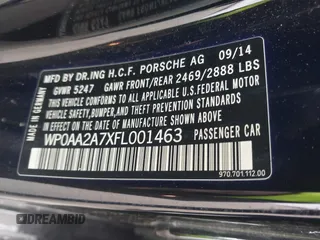 MFD BY DR.ING H.C.F. PORSCHE AG 09/14
GVWR 5247 GAWR FRONT/REAR 2469/2888 LBS
THIS VEHICLE CONFORMS TO ALL APPLICABLE
FEDERAL MOTOR VEHICLE SAFETY, BUMPER,
AND THEFT PREVENTION STANDARDS IN EFFECT
ON THE DATE OF MANUFACTURE SHOWN ABOVE.
WP0AA2A7XFL001463 PASSENGER CAR
MADE IN GERMANY
970.701.112.00
DREAMBID